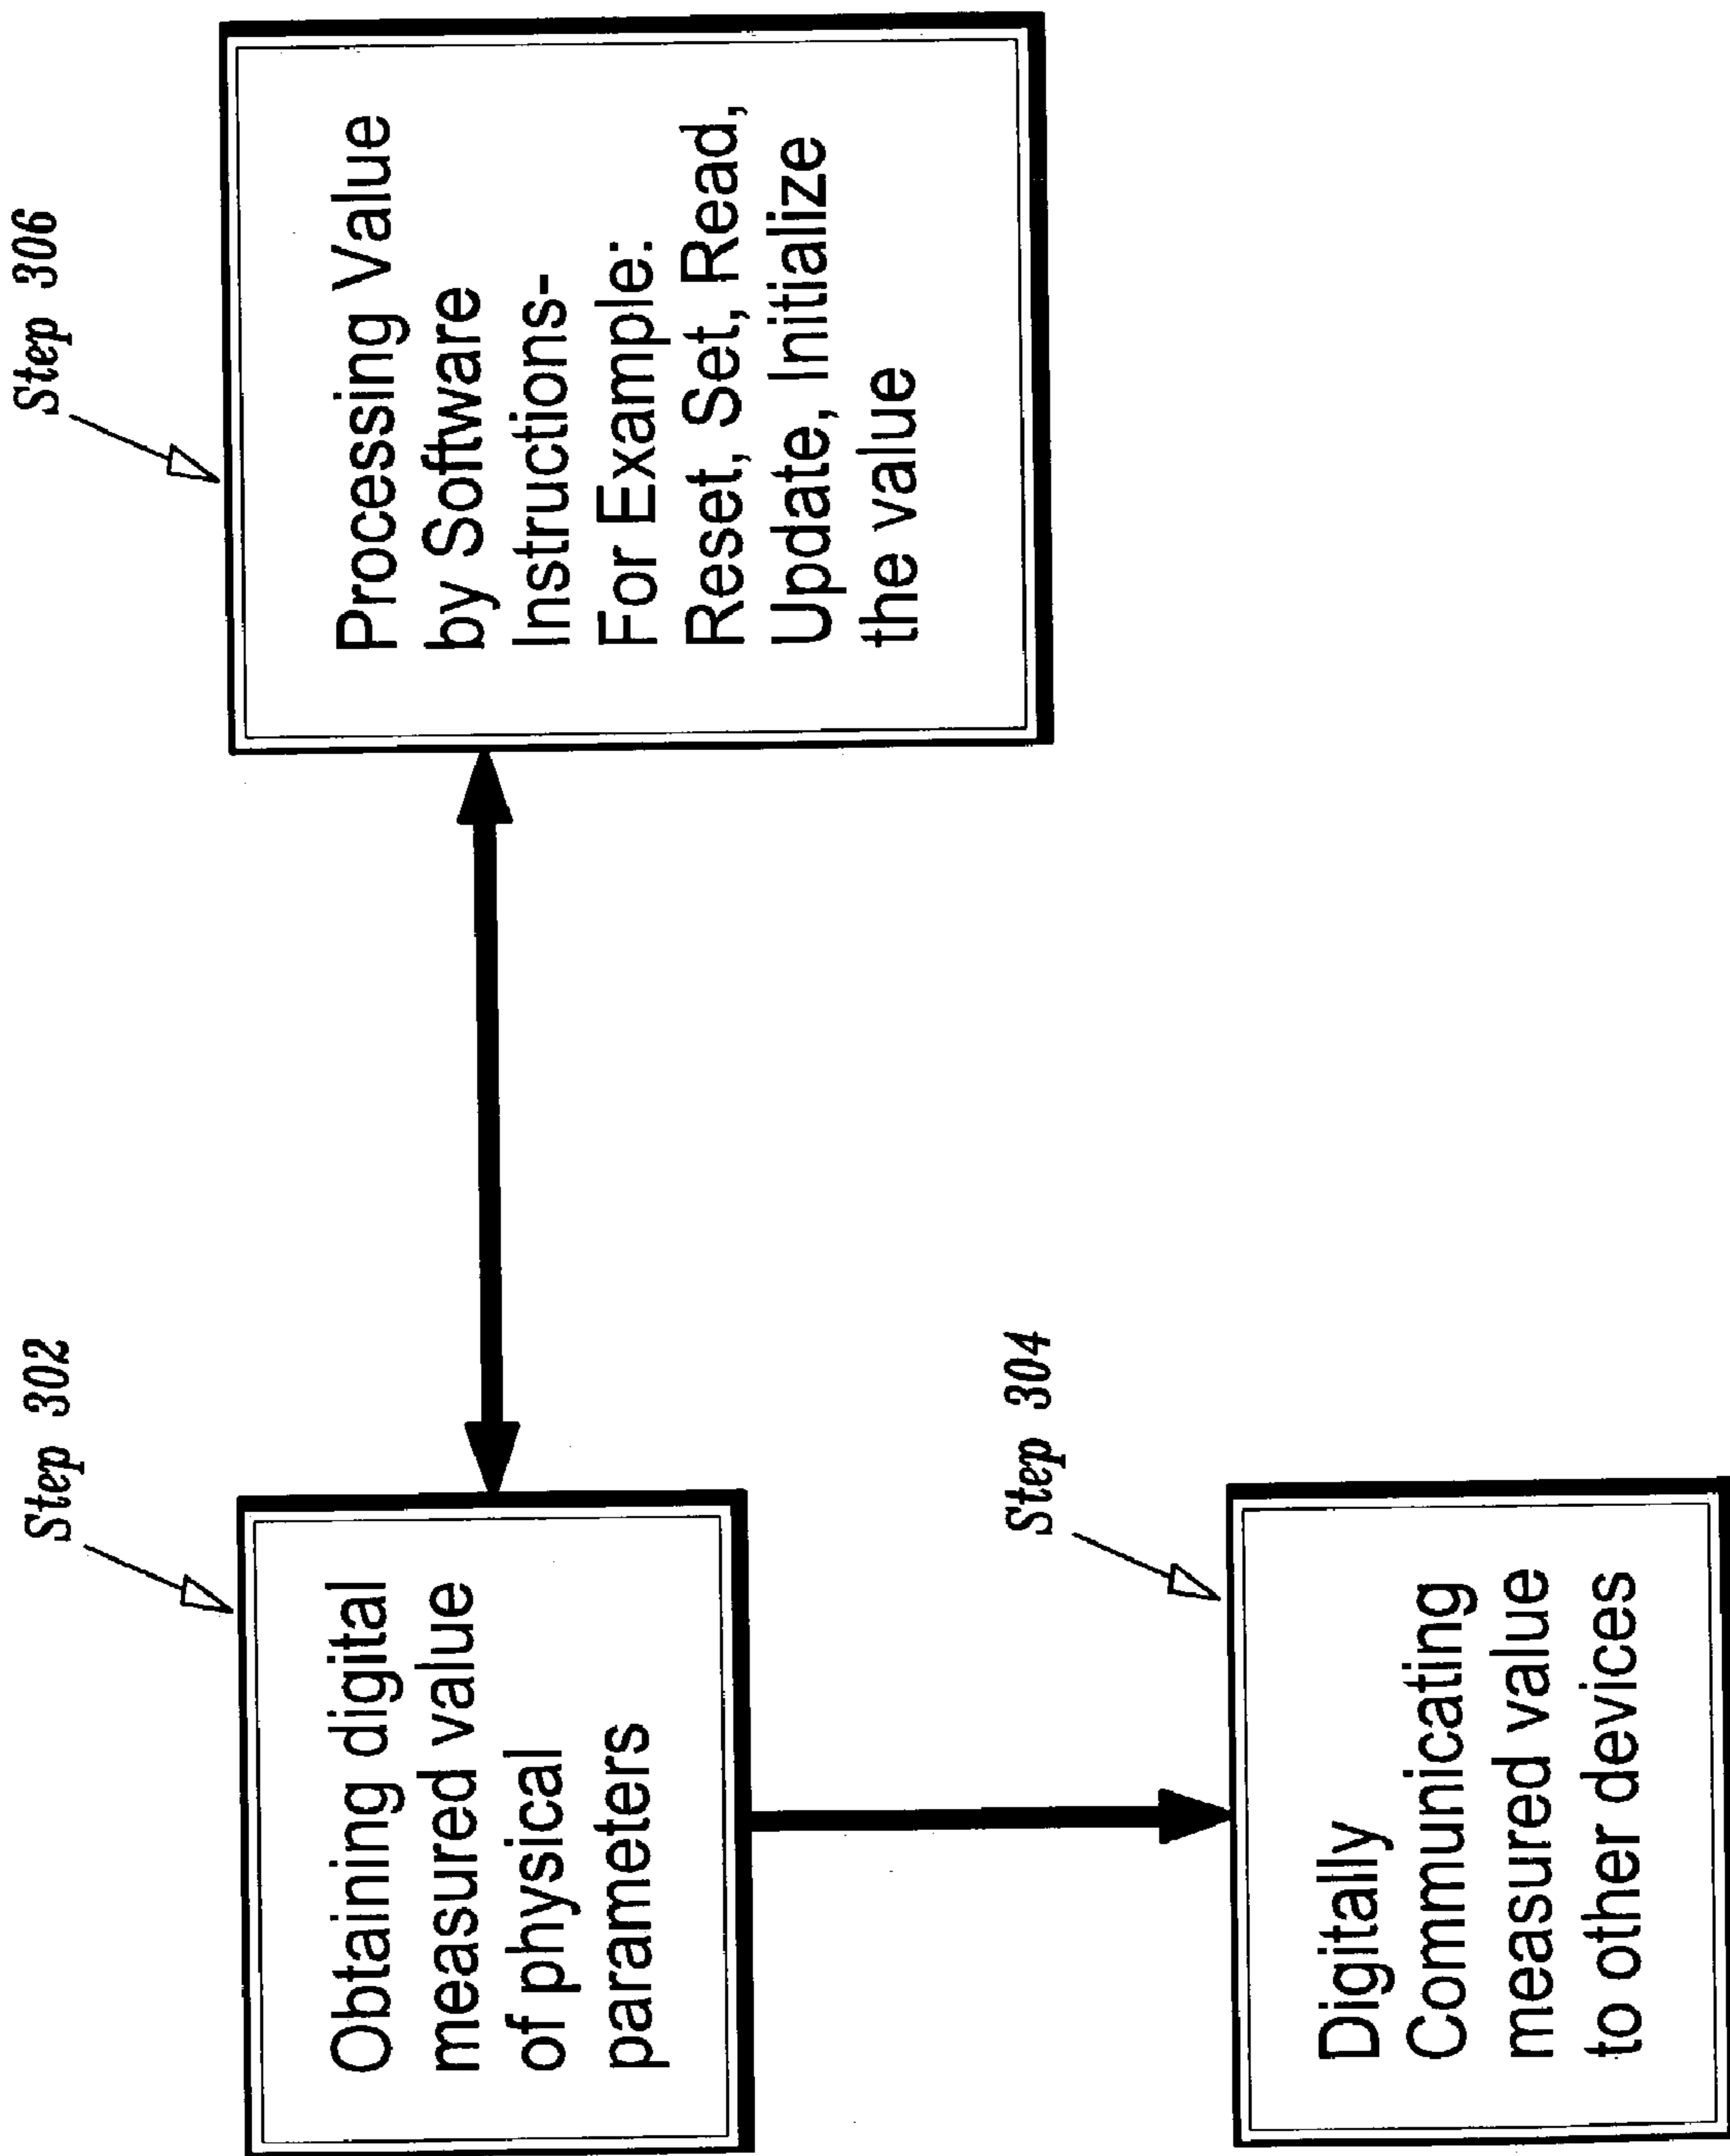 Step 302
Obtaining digital
measured value
of physical
parameters
Step 306
Processing Value
by Software
Instructions-
For Example:
Reset, Set, Read,
Update, Initialize
the value
Step 304
Digitally
Communicating
measured value
to other devices